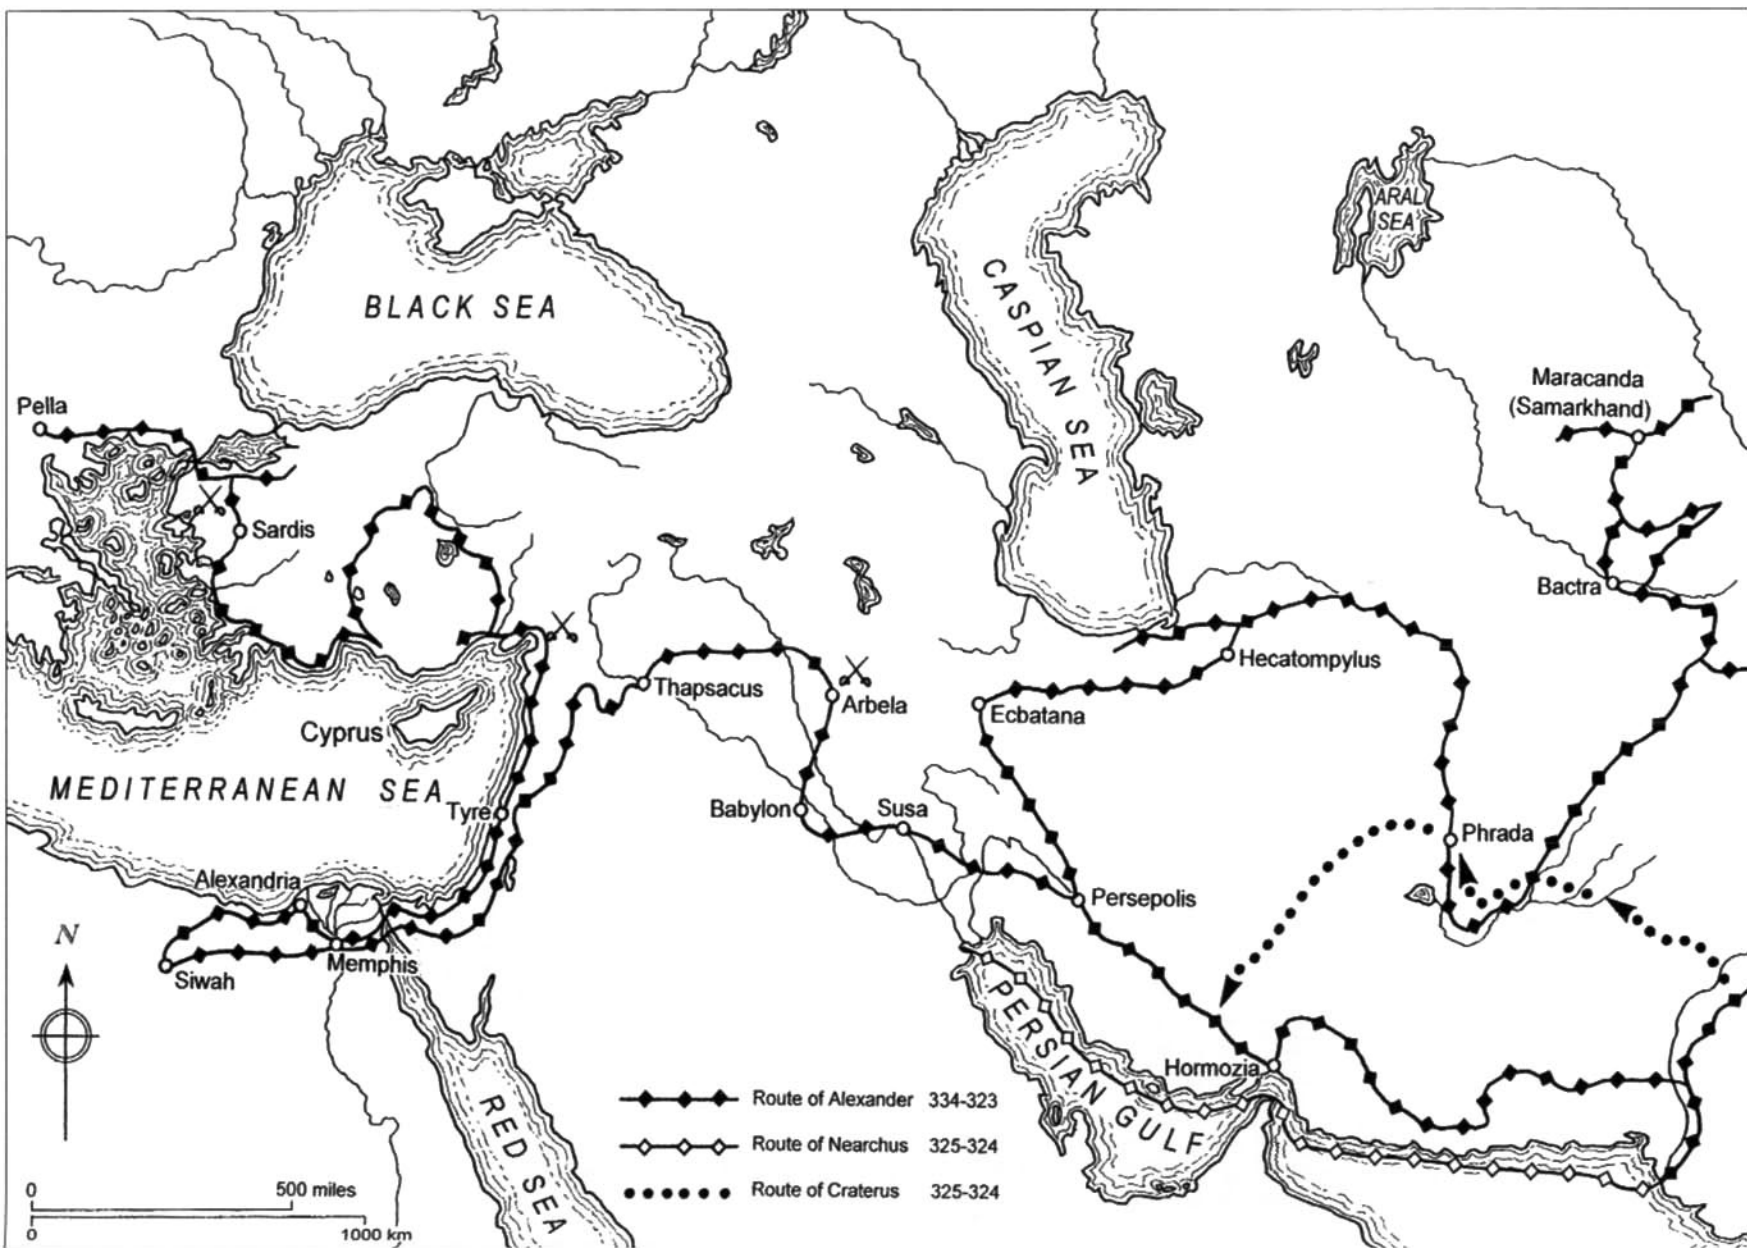 ARAL
SEA
BLACK SEA
CASPIAN SEA
Maracanda
(Samarkhand)
Pella
Sardis
Bactra
Hecatompylus
Thapsacus
Arbela
Ecbatana
Cyprus
MEDITERRANEAN SEA
Tyre
Babylon
Susa
Phrada
Alexandria
Persepolis
N
Memphis
Siwah
PERSIAN GULF
Hormozia
RED SEA
Route of Alexander 334-323
Route of Nearchus 325-324
Route of Craterus 325-324
0 500 miles
0 1000 km